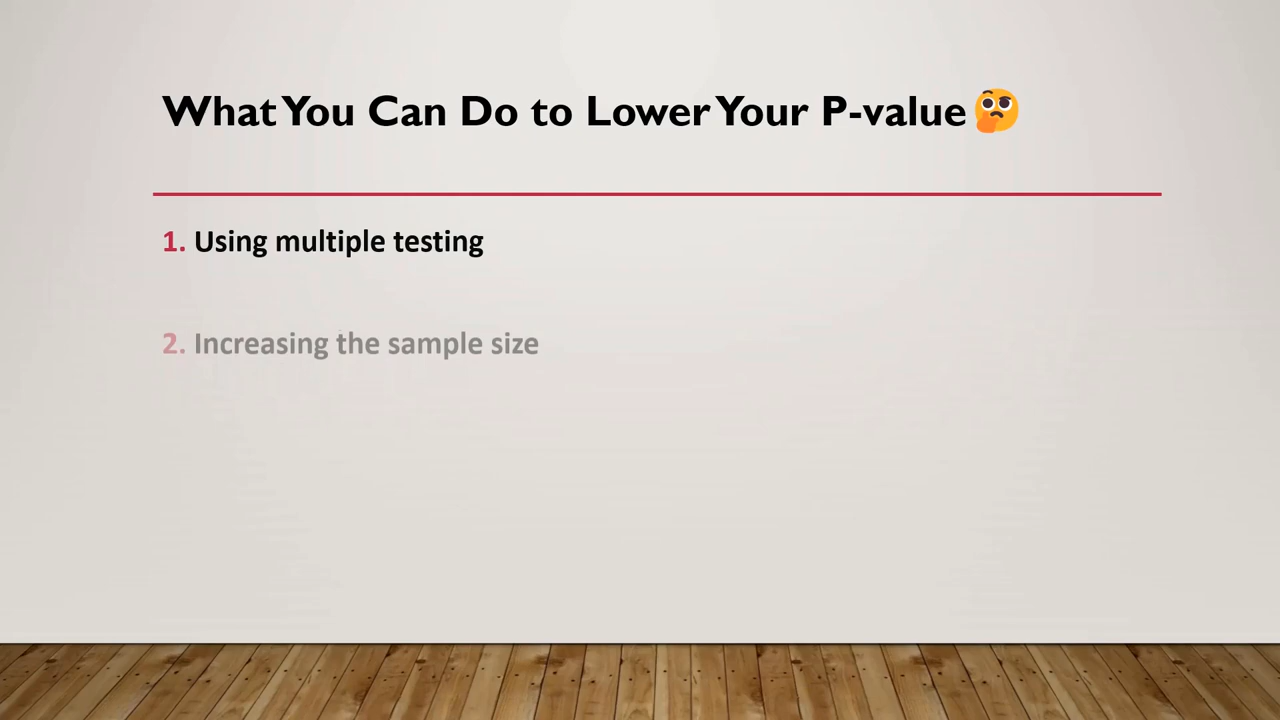 What You Can Do to Lower Your P-value 🤔
1. Using multiple testing
2. Increasing the sample size